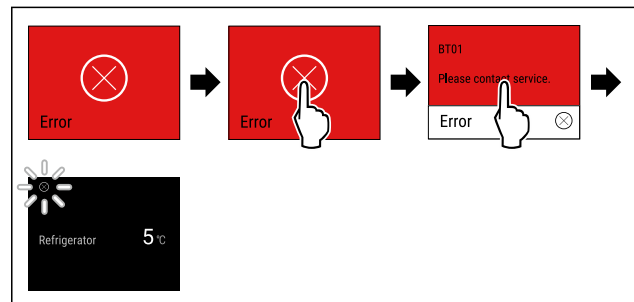 Error
Error
BT01
Please contact service.
Error
Refrigerator 5 °C